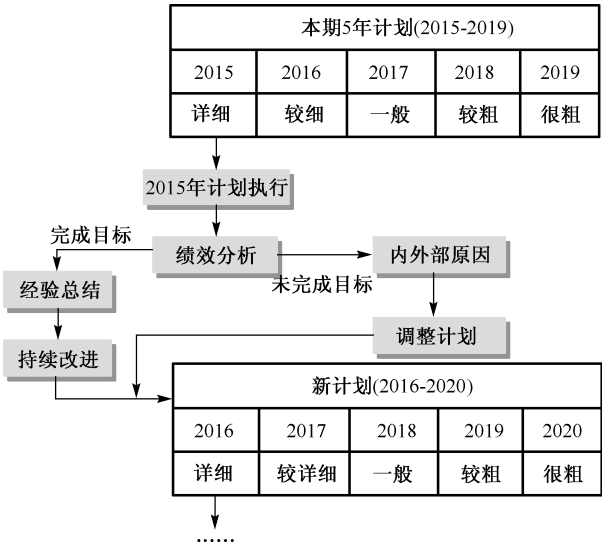 本期5年计划(2015-2019)
2015 2016 2017 2018 2019
详细 较细 一般 较粗 很粗
2015年计划执行
完成目标
绩效分析
内外部原因
未完成目标
经验总结
调整计划
持续改进
新计划(2016-2020)
2016 2017 2018 2019 2020
详细 较详细 一般 较粗 很粗
……